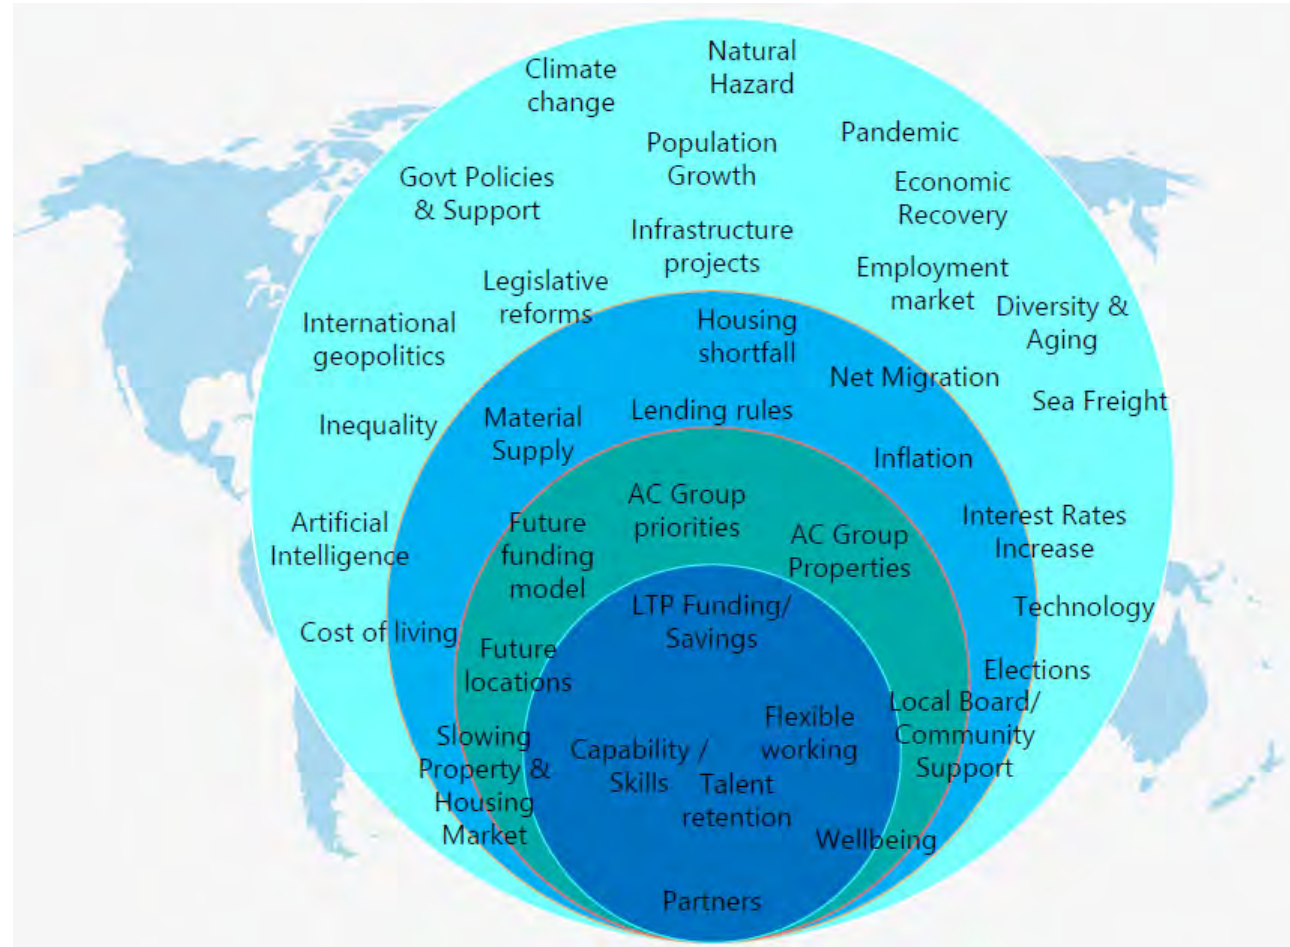 Natural
Hazard
Climate
change
Pandemic
Population
Growth
Govt Policies
& Support
Economic
Recovery
Infrastructure
projects
Employment
market
Legislative
reforms
Diversity &
Aging
International
geopolitics
Housing
shortfall
Net Migration
Sea Freight
Inequality
Material
Supply
Lending rules
Inflation
Artificial
Intelligence
Future
funding
model
AC Group
priorities
AC Group
Properties
Interest Rates
Increase
LTP Funding/
Savings
Technology
Cost of living
Future
locations
Elections
Local Board/
Community
Support
Flexible
working
Slowing
Property &
Housing
Market
Capability /
Skills
Talent
retention
Wellbeing
Partners